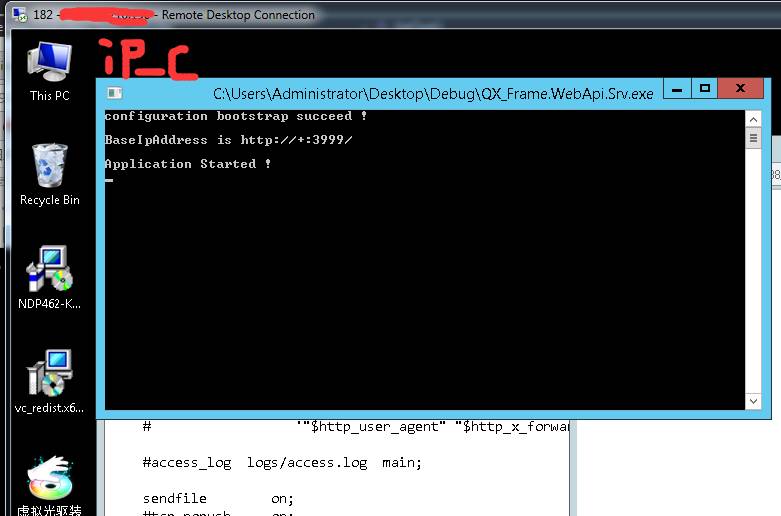 182 - - Remote Desktop Connection
iP_C
This PC
C:\Users\Administrator\Desktop\Debug\QX_Frame.WebApi.Srv.exe
configuration bootstrap succeed !
BaseIpAddress is http://+:3999/
Application Started !
Recycle Bin
NDP462-K...
vc_redist.x6...
虚拟光驱装
# '"$http_user_agent" "$http_x_forwar
#access_log logs/access.log main;
sendfile on;
#tcp_nopush on;